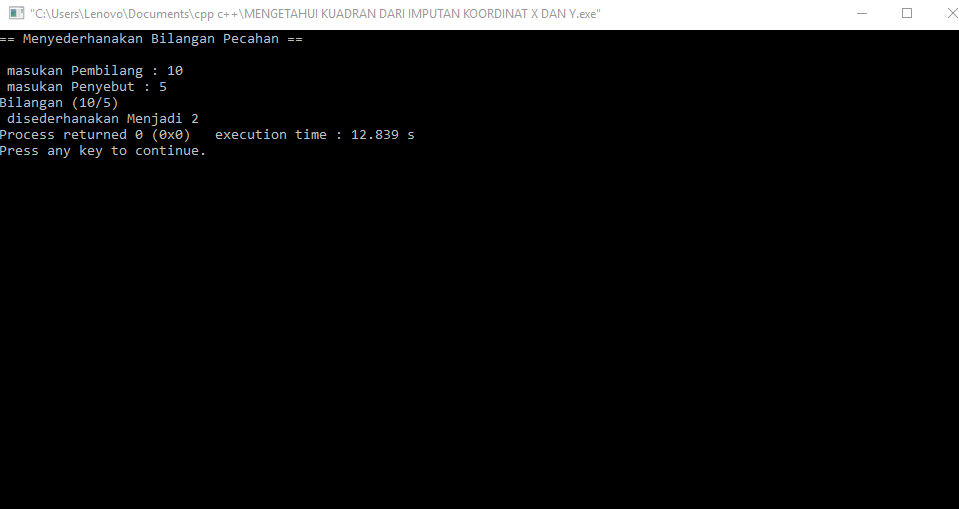 "C:\Users\Lenovo\Documents\cpp c++\MENGETAHUI KUADRAN DARI IMPUTAN KOORDINAT X DAN Y.exe"
== Menyederhanakan Bilangan Pecahan ==
masukan Pembilang : 10
masukan Penyebut : 5
Bilangan (10/5)
disederhanakan Menjadi 2
Process returned 0 (0x0)   execution time : 12.839 s
Press any key to continue.